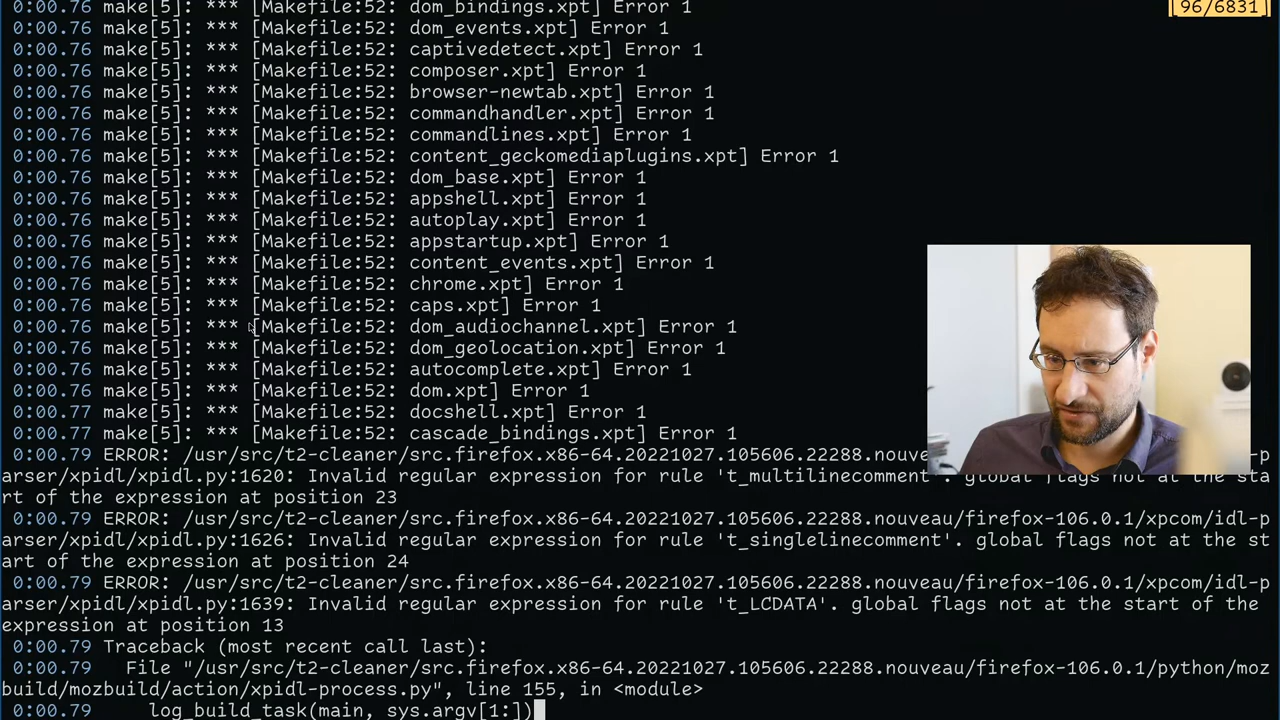 0:00.76 make[5]: *** [Makefile:52: dom_bindings.xpt] Error 1
[96/6831]
0:00.76 make[5]: *** [Makefile:52: dom_events.xpt] Error 1
0:00.76 make[5]: *** [Makefile:52: captivedetect.xpt] Error 1
0:00.76 make[5]: *** [Makefile:52: composer.xpt] Error 1
0:00.76 make[5]: *** [Makefile:52: browser-newtab.xpt] Error 1
0:00.76 make[5]: *** [Makefile:52: commandhandler.xpt] Error 1
0:00.76 make[5]: *** [Makefile:52: commandlines.xpt] Error 1
0:00.76 make[5]: *** [Makefile:52: content_geckomediaplugins.xpt] Error 1
0:00.76 make[5]: *** [Makefile:52: dom_base.xpt] Error 1
0:00.76 make[5]: *** [Makefile:52: appshell.xpt] Error 1
0:00.76 make[5]: *** [Makefile:52: autoplay.xpt] Error 1
0:00.76 make[5]: *** [Makefile:52: appstartup.xpt] Error 1
0:00.76 make[5]: *** [Makefile:52: content_events.xpt] Error 1
0:00.76 make[5]: *** [Makefile:52: chrome.xpt] Error 1
0:00.76 make[5]: *** [Makefile:52: caps.xpt] Error 1
0:00.76 make[5]: *** [Makefile:52: dom_audiochannel.xpt] Error 1
0:00.76 make[5]: *** [Makefile:52: dom_geolocation.xpt] Error 1
0:00.76 make[5]: *** [Makefile:52: autocomplete.xpt] Error 1
0:00.76 make[5]: *** [Makefile:52: dom.xpt] Error 1
0:00.77 make[5]: *** [Makefile:52: docshell.xpt] Error 1
0:00.77 make[5]: *** [Makefile:52: cascade_bindings.xpt] Error 1
0:00.79 ERROR: /usr/src/t2-cleaner/src.firefox.x86-64.20221027.105606.22288.nouve
arser/xpidl/xpidl.py:1620: Invalid regular expression for rule 't_multilinecomment'. global flags not at the sta
rt of the expression at position 23
0:00.79 ERROR: /usr/src/t2-cleaner/src.firefox.x86-64.20221027.105606.22288.nouveau/firefox-106.0.1/xpcom/idl-p
arser/xpidl/xpidl.py:1626: Invalid regular expression for rule 't_singlelinecomment'. global flags not at the st
art of the expression at position 24
0:00.79 ERROR: /usr/src/t2-cleaner/src.firefox.x86-64.20221027.105606.22288.nouveau/firefox-106.0.1/xpcom/idl-p
arser/xpidl/xpidl.py:1639: Invalid regular expression for rule 't_LCDATA'. global flags not at the start of the
expression at position 13
0:00.79 Traceback (most recent call last):
0:00.79 File "/usr/src/t2-cleaner/src.firefox.x86-64.20221027.105606.22288.nouveau/firefox-106.0.1/python/moz
build/mozbuild/action/xpidl-process.py", line 155, in <module>
0:00.79 log_build_task(main, sys.argv[1:])